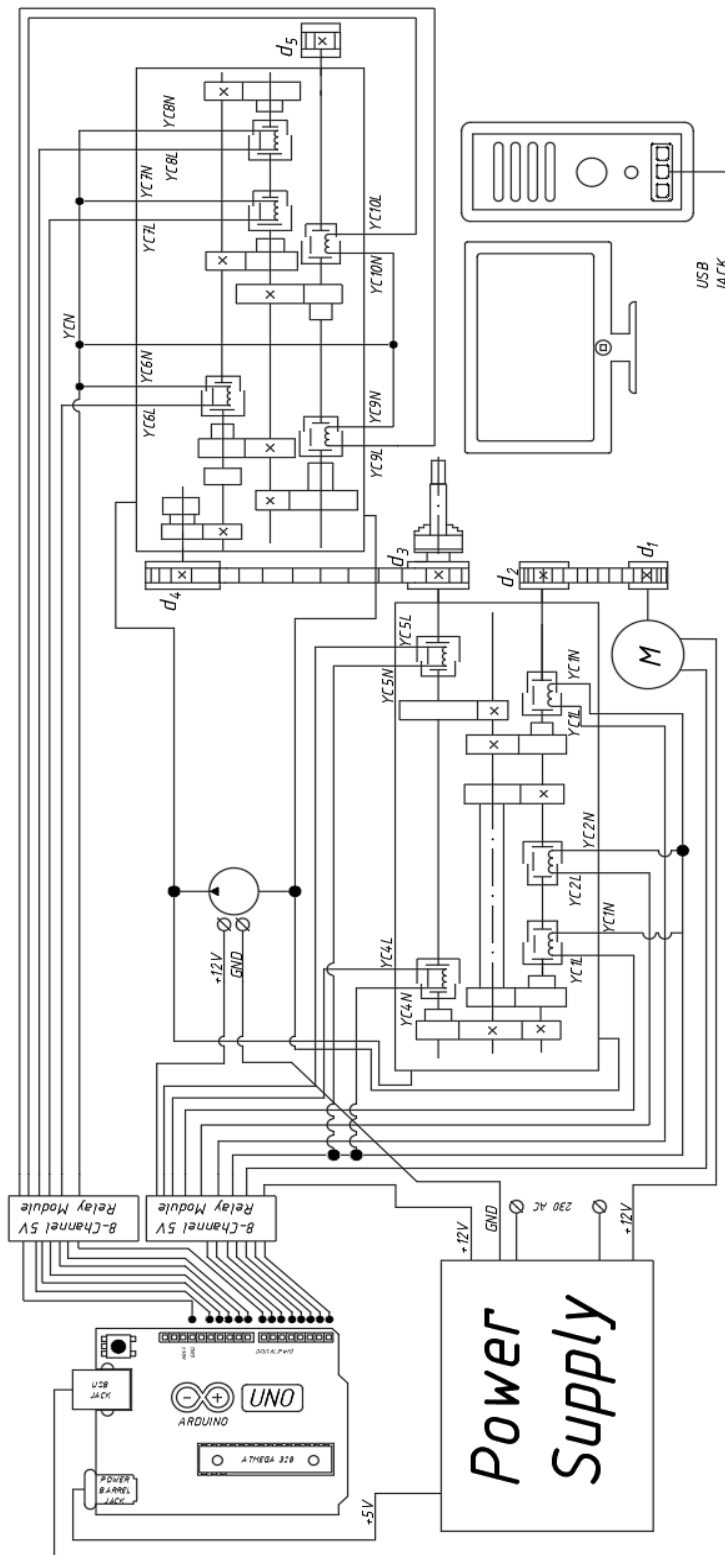 d5
YC8N
YC8L
YC7N
YC7L
YC10L
YC10N
YCN
YC6N
YC6L
YC9N
YC9L
USB
JACK
d4
d3
d2
d1
YC5L
YC5N
M
YC1N
YC1L
YC2N
YC2L
YC1N
YC1L
YC4L
YC4N
+12V
GND
8-Channel 5V
Relay Module
8-Channel 5V
Relay Module
+12V
GND
230 AC
+12V
Power
Supply
+5V
USB
JACK
GND
ARDUINO
UNO
ATMEGA 328
POWER
BARREL
JACK